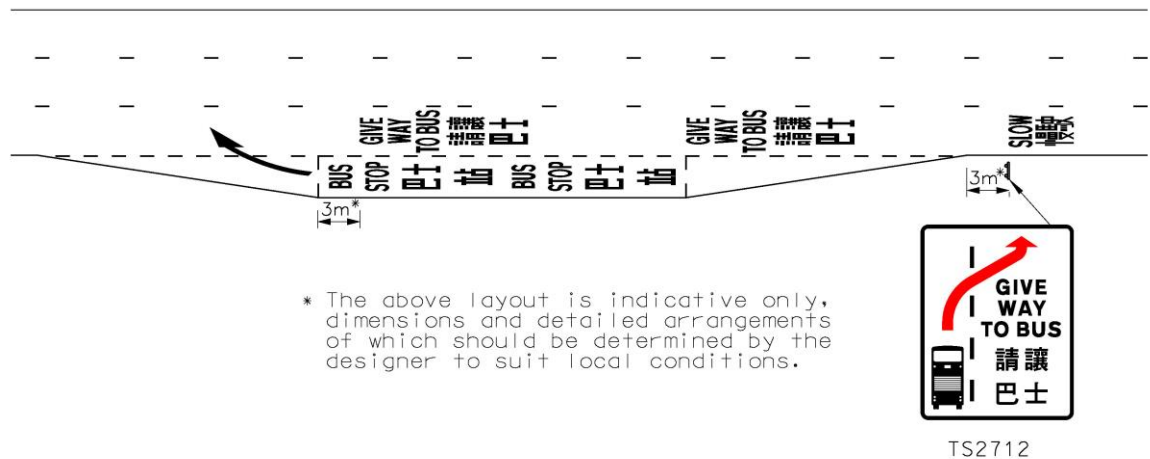 GIVE
WAY
TO BUS
請讓
巴士
GIVE
WAY
TO BUS
請讓
巴士
SLOW
慢駛
BUS
STOP
巴士
站
BUS
STOP
巴士
站
3m*
3m*
* The above layout is indicative only,
dimensions and detailed arrangements
of which should be determined by the
designer to suit local conditions.
GIVE
WAY
TO BUS
請讓
巴士
TS2712